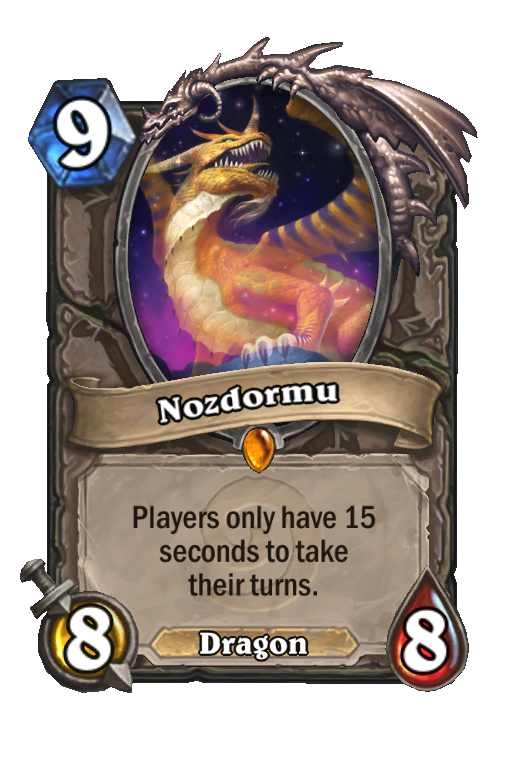 9
Nozdormu
Players only have 15
seconds to take
their turns.
8
Dragon
8